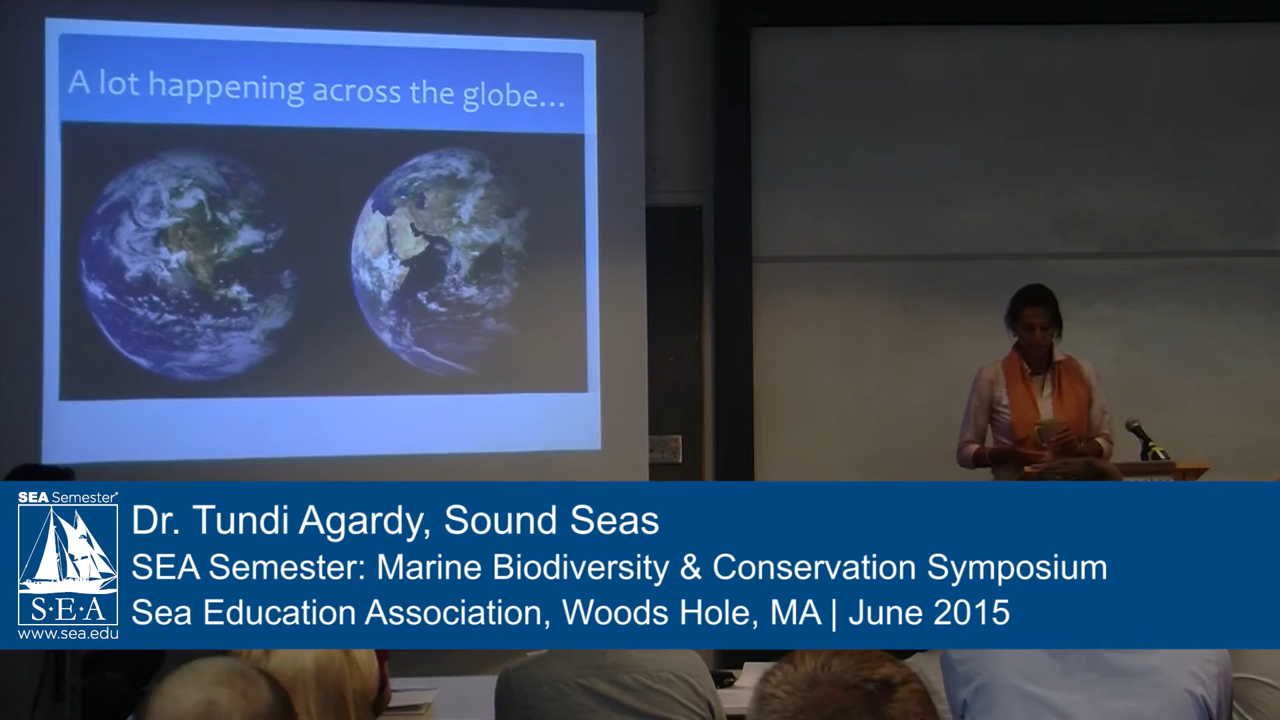 A lot happening across the globe...
SEA Semester®
S·E·A
www.sea.edu
Dr. Tundi Agardy, Sound Seas
SEA Semester: Marine Biodiversity & Conservation Symposium
Sea Education Association, Woods Hole, MA | June 2015